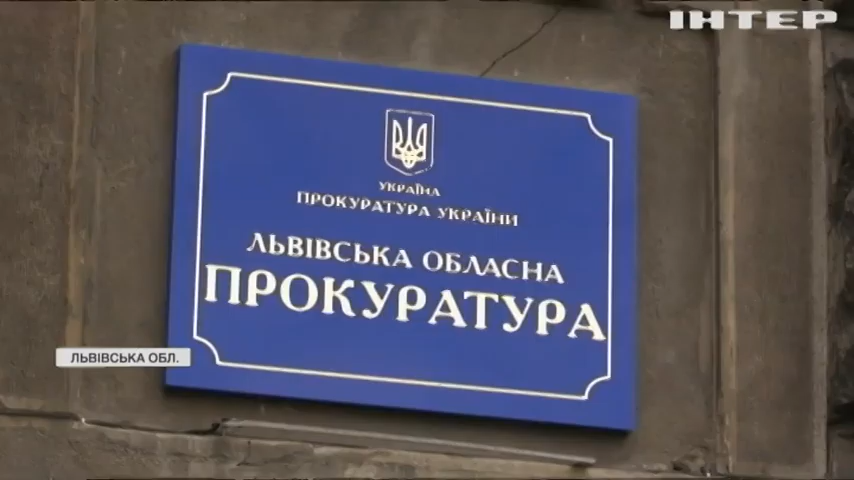 ІНТЕР
УКРАЇНА
ПРОКУРАТУРА УКРАЇНИ
ЛЬВІВСЬКА ОБЛАСНА
ПРОКУРАТУРА
ЛЬВІВСЬКА ОБЛ.